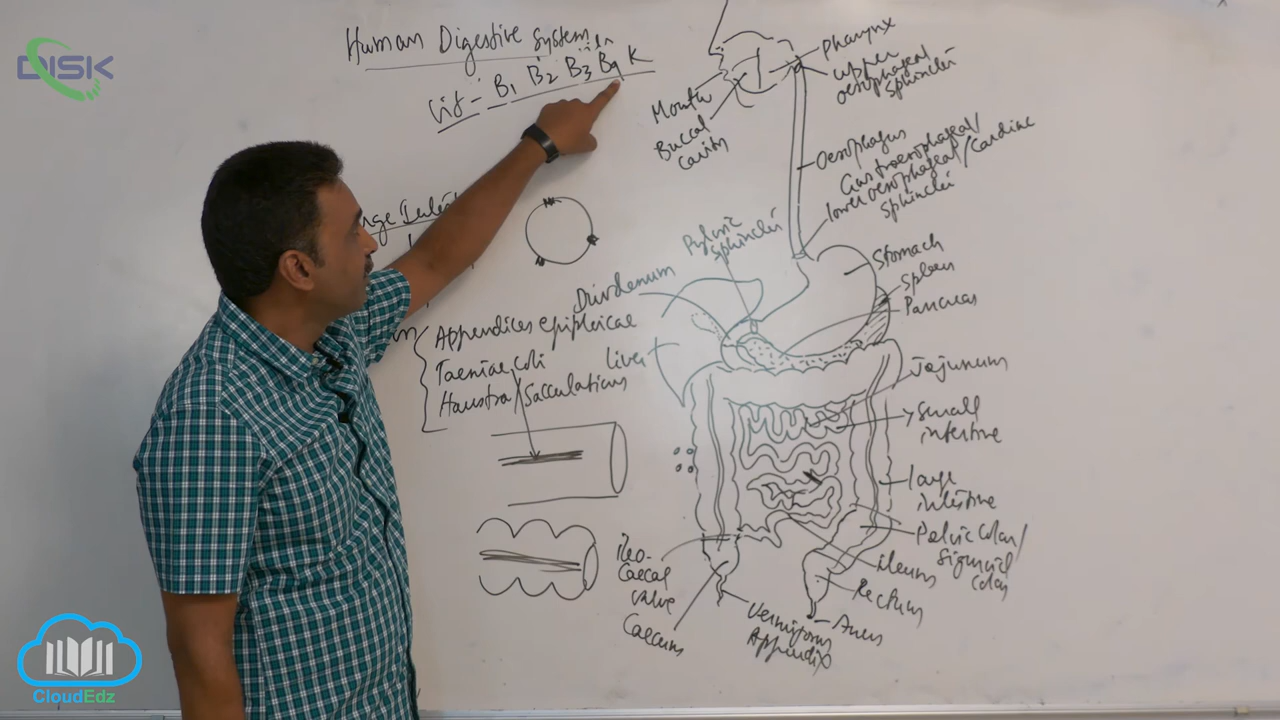 DISK
Human Digestive System
Vit - B1 B2 B3 B9 K
Pharynx
upper
oesophageal
sphincter
Mouth
Buccal
cavity
Oesophagus
Gastroesophageal/
lower oesophageal/Cardiac
sphincter
Pyloric
sphincter
Stomach
spleen
Pancreas
Duodenum
Appendices epiploicae
Taeniae coli
Haustra/Sacculations
liver
Jejunum
Small
intestine
large
intestine
Pelvic colon/
Sigmoid
colon
Ileum
Rectum
Anus
Vermiform
Appendix
Ileo-
Caecal
valve
Caecum
CloudEdz